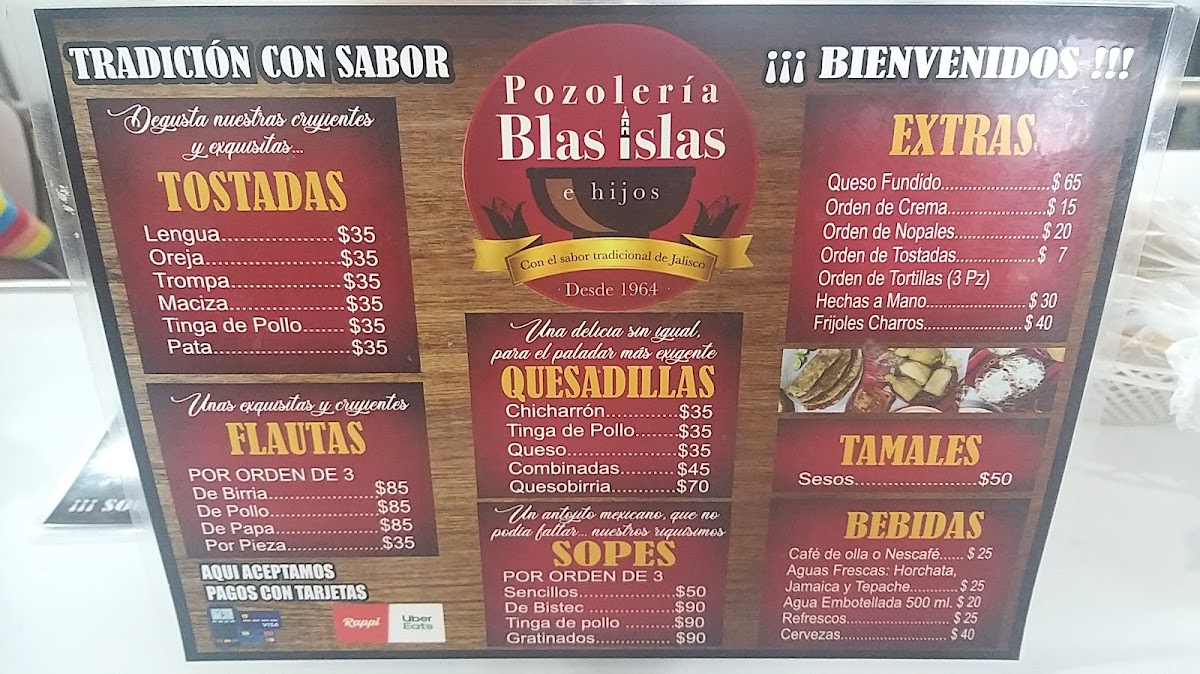 TRADICIÓN CON SABOR
Degusta nuestras crujientes
y exquisitas...
TOSTADAS
Lengua................... $35
Oreja.......................$35
Trompa.....................$35
Maciza......................$35
Tinga de Pollo.......$35
Pata..........................$35
Unas exquisitas y crujientes
FLAUTAS
POR ORDEN DE 3
De Birria...................$85
De Pollo....................$85
De Papa....................$85
Por Pieza..................$35
AQUI ACEPTAMOS
PAGOS CON TARJETAS
VISA
Rappi
Uber
Eats
Pozolería
Blas islas
e hijos
Con el sabor tradicional de Jalisco
· Desde 1964 ·
Una delicia sin igual,
para el paladar más exigente
QUESADILLAS
Chicharrón............$35
Tinga de Pollo.......$35
Queso....................$35
Combinadas.........$45
Quesobirria............$70
Un antojito mexicano, que no
podía faltar... nuestros riquísimos
SOPES
POR ORDEN DE 3
Sencillos....................$50
De Bistec ..................$90
Tinga de pollo ...........$90
Gratinados................$90
¡¡¡ BIENVENIDOS !!!
EXTRAS
Queso Fundido......................$ 65
Orden de Crema....................$ 15
Orden de Nopales.................$ 20
Orden de Tostadas................$ 7
Orden de Tortillas (3 Pz)
Hechas a Mano.....................$ 30
Frijoles Charros.....................$ 40
TAMALES
Sesos.........................$50
BEBIDAS
Café de olla o Nescafé...... $ 25
Aguas Frescas: Horchata,
Jamaica y Tepache...........$ 25
Agua Embotellada 500 ml. $ 20
Refrescos........................$ 25
Cervezas........................$ 40
¡¡¡ SO